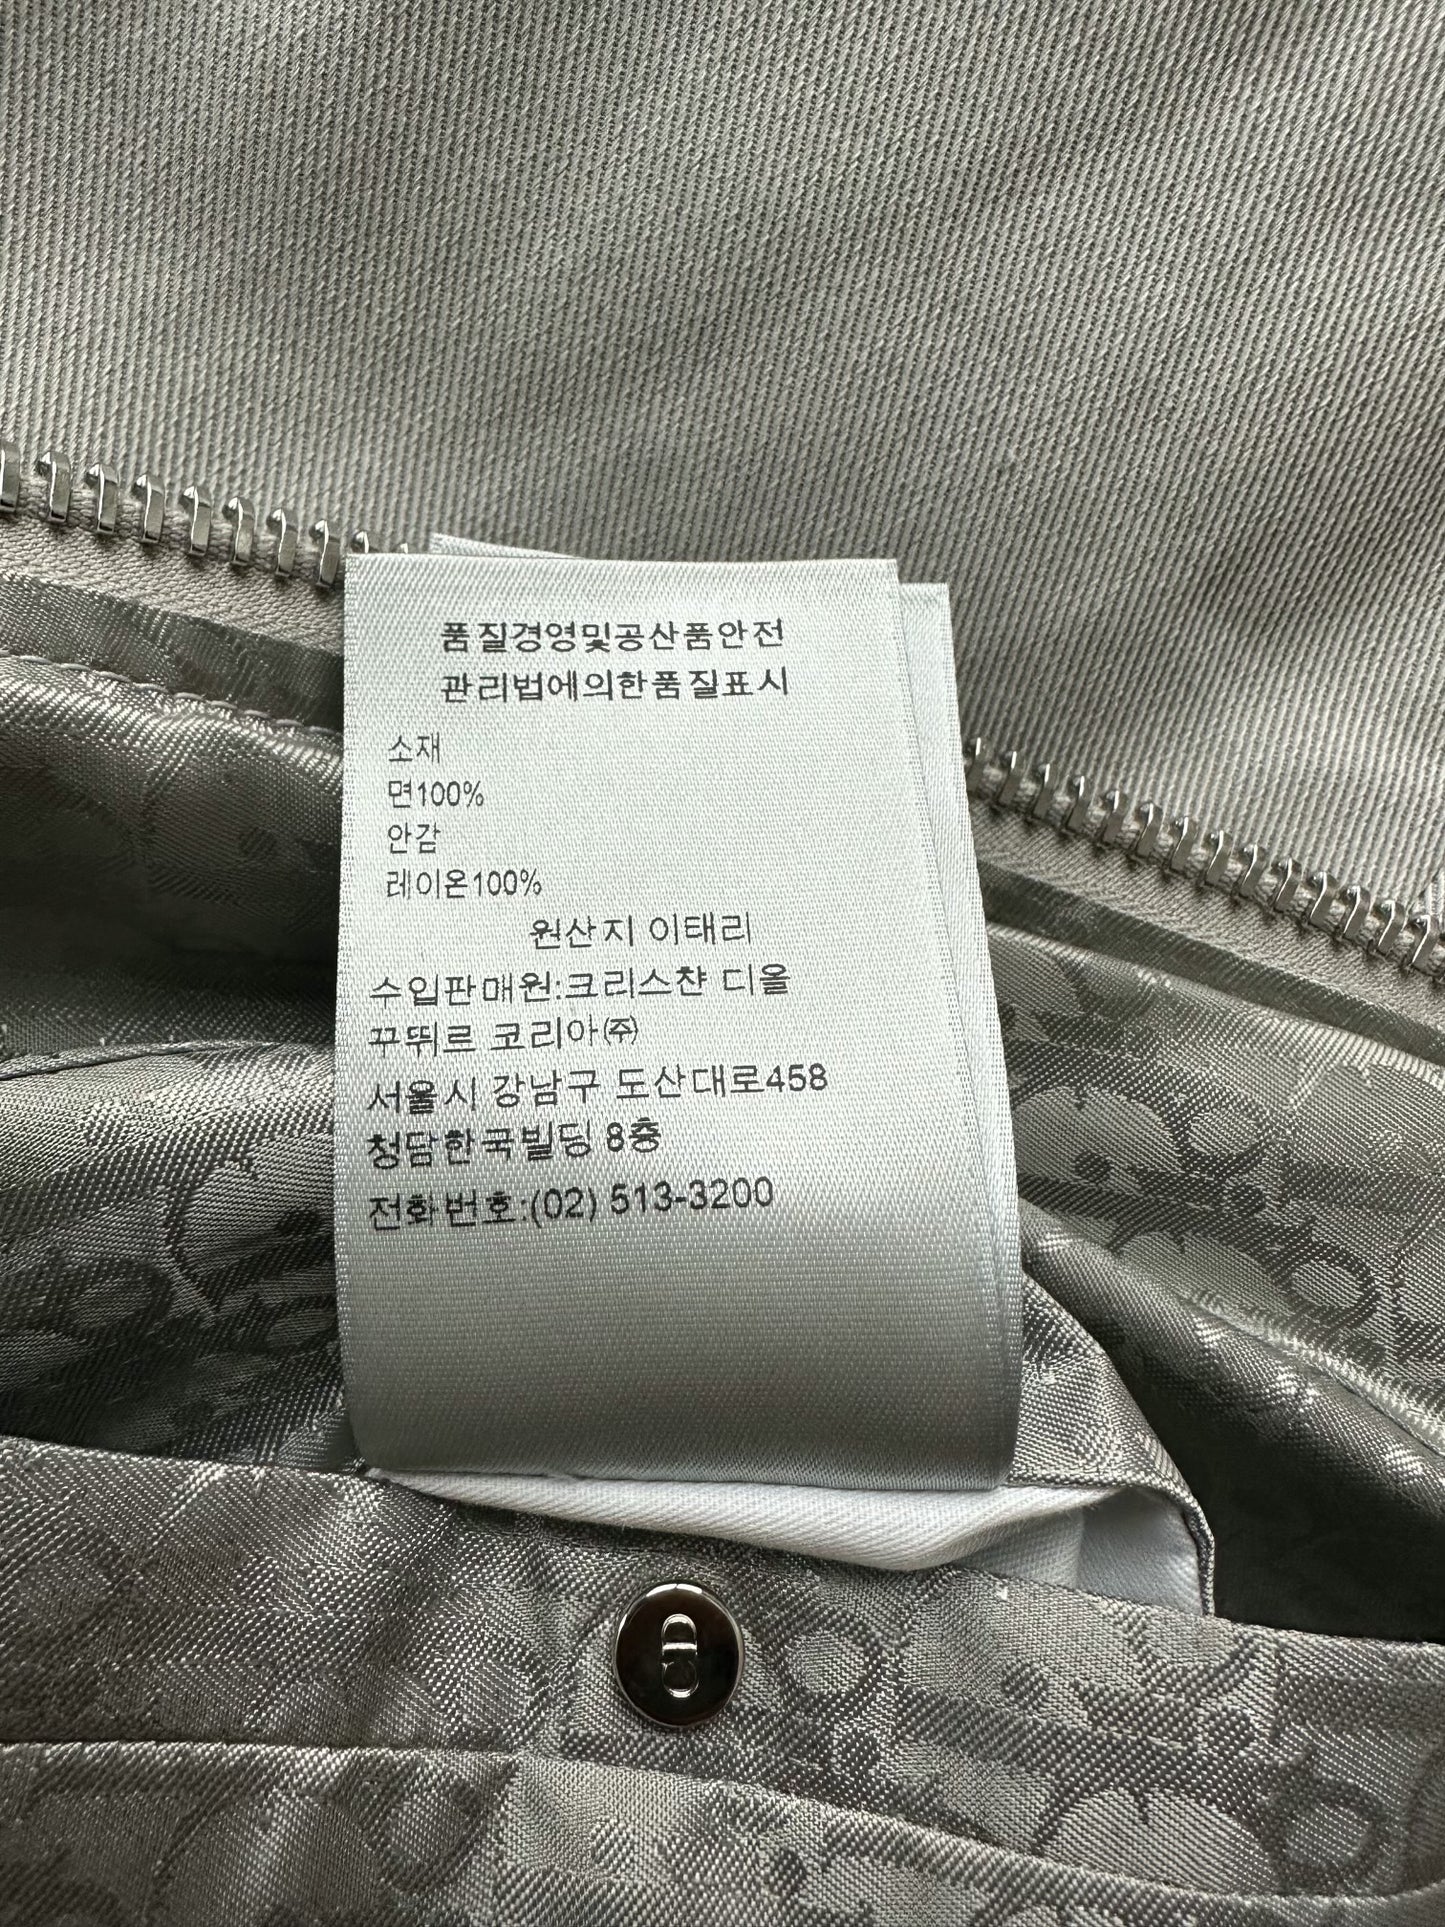 품질경영및공산품안전
관리법에의한품질표시
소재
면100%
안감
레이온100%
원산지 이태리
수입판매원:크리스챤 디올
꾸뛰르 코리아㈜
서울시 강남구 도산대로458
청담한국빌딩 8층
전화번호:(02) 513-3200
CD